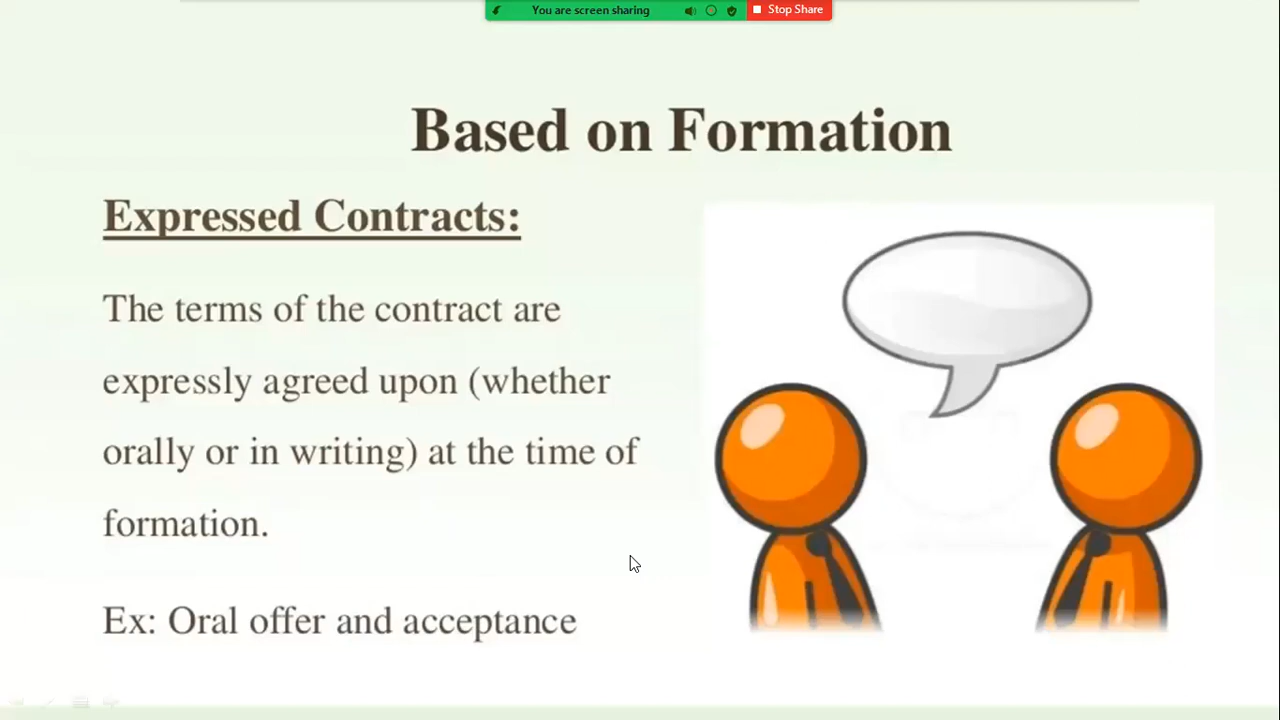 You are screen sharing
Stop Share
Based on Formation
Expressed Contracts:
The terms of the contract are
expressly agreed upon (whether
orally or in writing) at the time of
formation.
Ex: Oral offer and acceptance